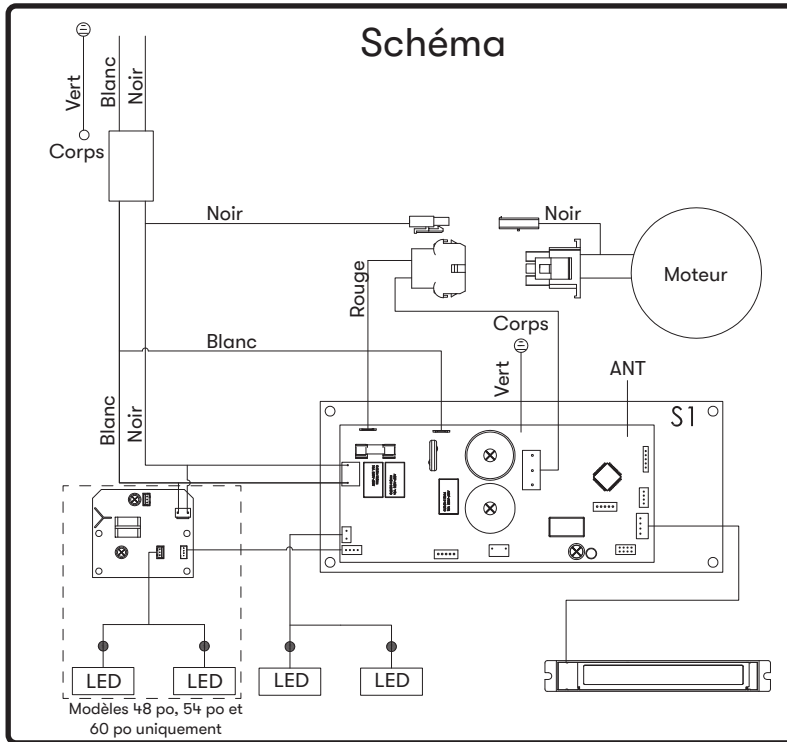 Schéma
Vert
Blanc
Noir
Corps
Noir
Noir
Moteur
Rouge
Corps
Blanc
Vert
ANT
Blanc
Noir
S1
LED
LED
LED
LED
Modèles 48 po, 54 po et
60 po uniquement